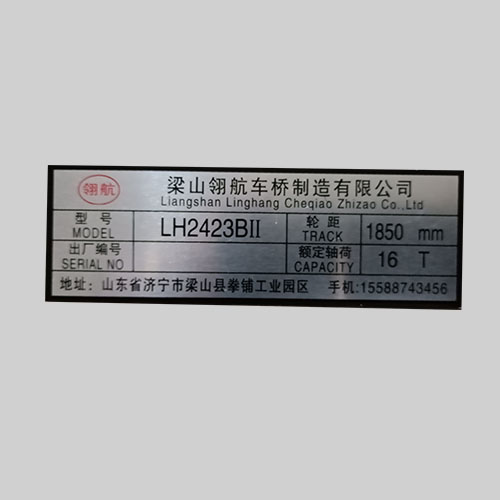 翎航 梁山翎航车桥制造有限公司
Liangshan Linghang Cheqiao Zhizao Co.,Ltd
型号 MODEL LH2423BII 轮距 TRACK 1850 mm
出厂编号 SERIAL NO 额定轴荷 CAPACITY 16 T
地址: 山东省济宁市梁山县拳铺工业园区 手机:15588743456